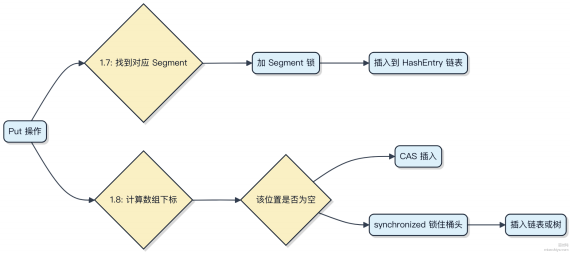 1.7: 找到对应 Segment
加 Segment 锁
插入到 HashEntry 链表
Put 操作
CAS 插入
1.8: 计算数组下标
该位置是否为空
synchronized 锁住桶头
插入链表或树